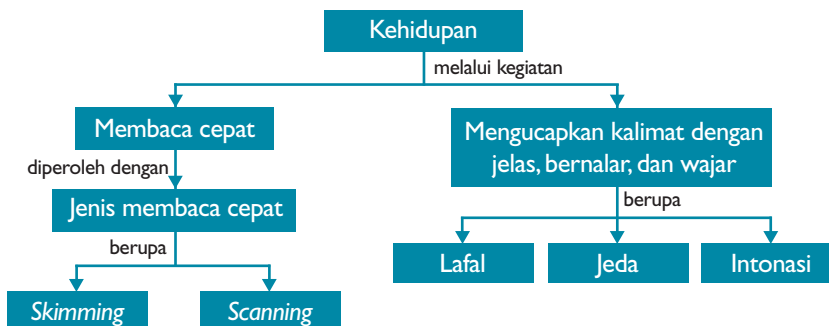 Kehidupan
melalui kegiatan
Membaca cepat
Mengucapkan kalimat dengan
jelas, bernalar, dan wajar
diperoleh dengan
Jenis membaca cepat
berupa
berupa
Lafal
Jeda
Intonasi
Skimming
Scanning